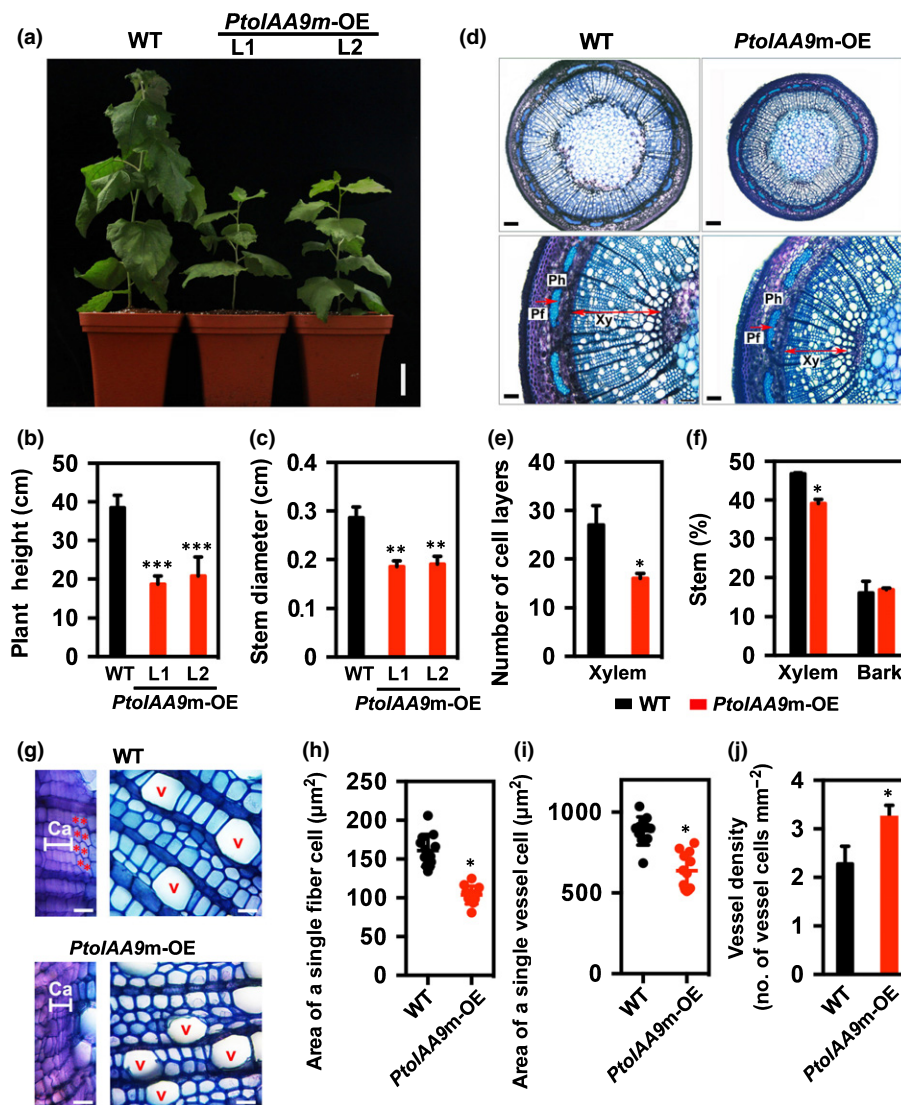 (a)
WT
PtoIAA9m-OE
L1
L2
(d)
WT
PtoIAA9m-OE
Ph
Pf
Xy
Ph
Pf
Xy
(b)
Plant height (cm)
50
40
30
20
10
0
***
***
WT
L1
L2
PtoIAA9m-OE
(c)
Stem diameter (cm)
0.4
0.3
0.2
0.1
0
**
**
WT
L1
L2
PtoIAA9m-OE
(e)
Number of cell layers
40
30
20
10
0
*
Xylem
(f)
Stem (%)
50
40
30
20
10
0
*
Xylem
Bark
WT
PtoIAA9m-OE
(g)
WT
Ca
**
**
**
**
v
v
v
PtoIAA9m-OE
Ca
v
v
v
v
(h)
Area of a single fiber cell (µm²)
250
200
150
100
50
0
*
WT
PtoIAA9m-OE
(i)
Area of a single vessel cell (µm²)
1000
500
0
*
WT
PtoIAA9m-OE
(j)
Vessel density
(no. of vessel cells mm⁻²)
4
3
2
1
0
*
WT
PtoIAA9m-OE